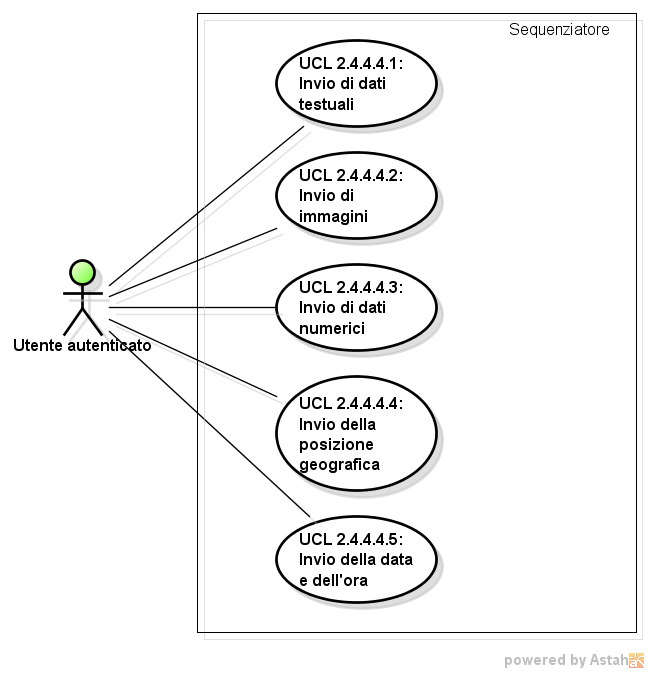 Sequenziatore
UCL 2.4.4.4.1:
Invio di dati
testuali
UCL 2.4.4.4.2:
Invio di
immagini
UCL 2.4.4.4.3:
Invio di dati
numerici
Utente autenticato
UCL 2.4.4.4.4:
Invio della
posizione
geografica
UCL 2.4.4.4.5:
Invio della data
e dell'ora
powered by Astah